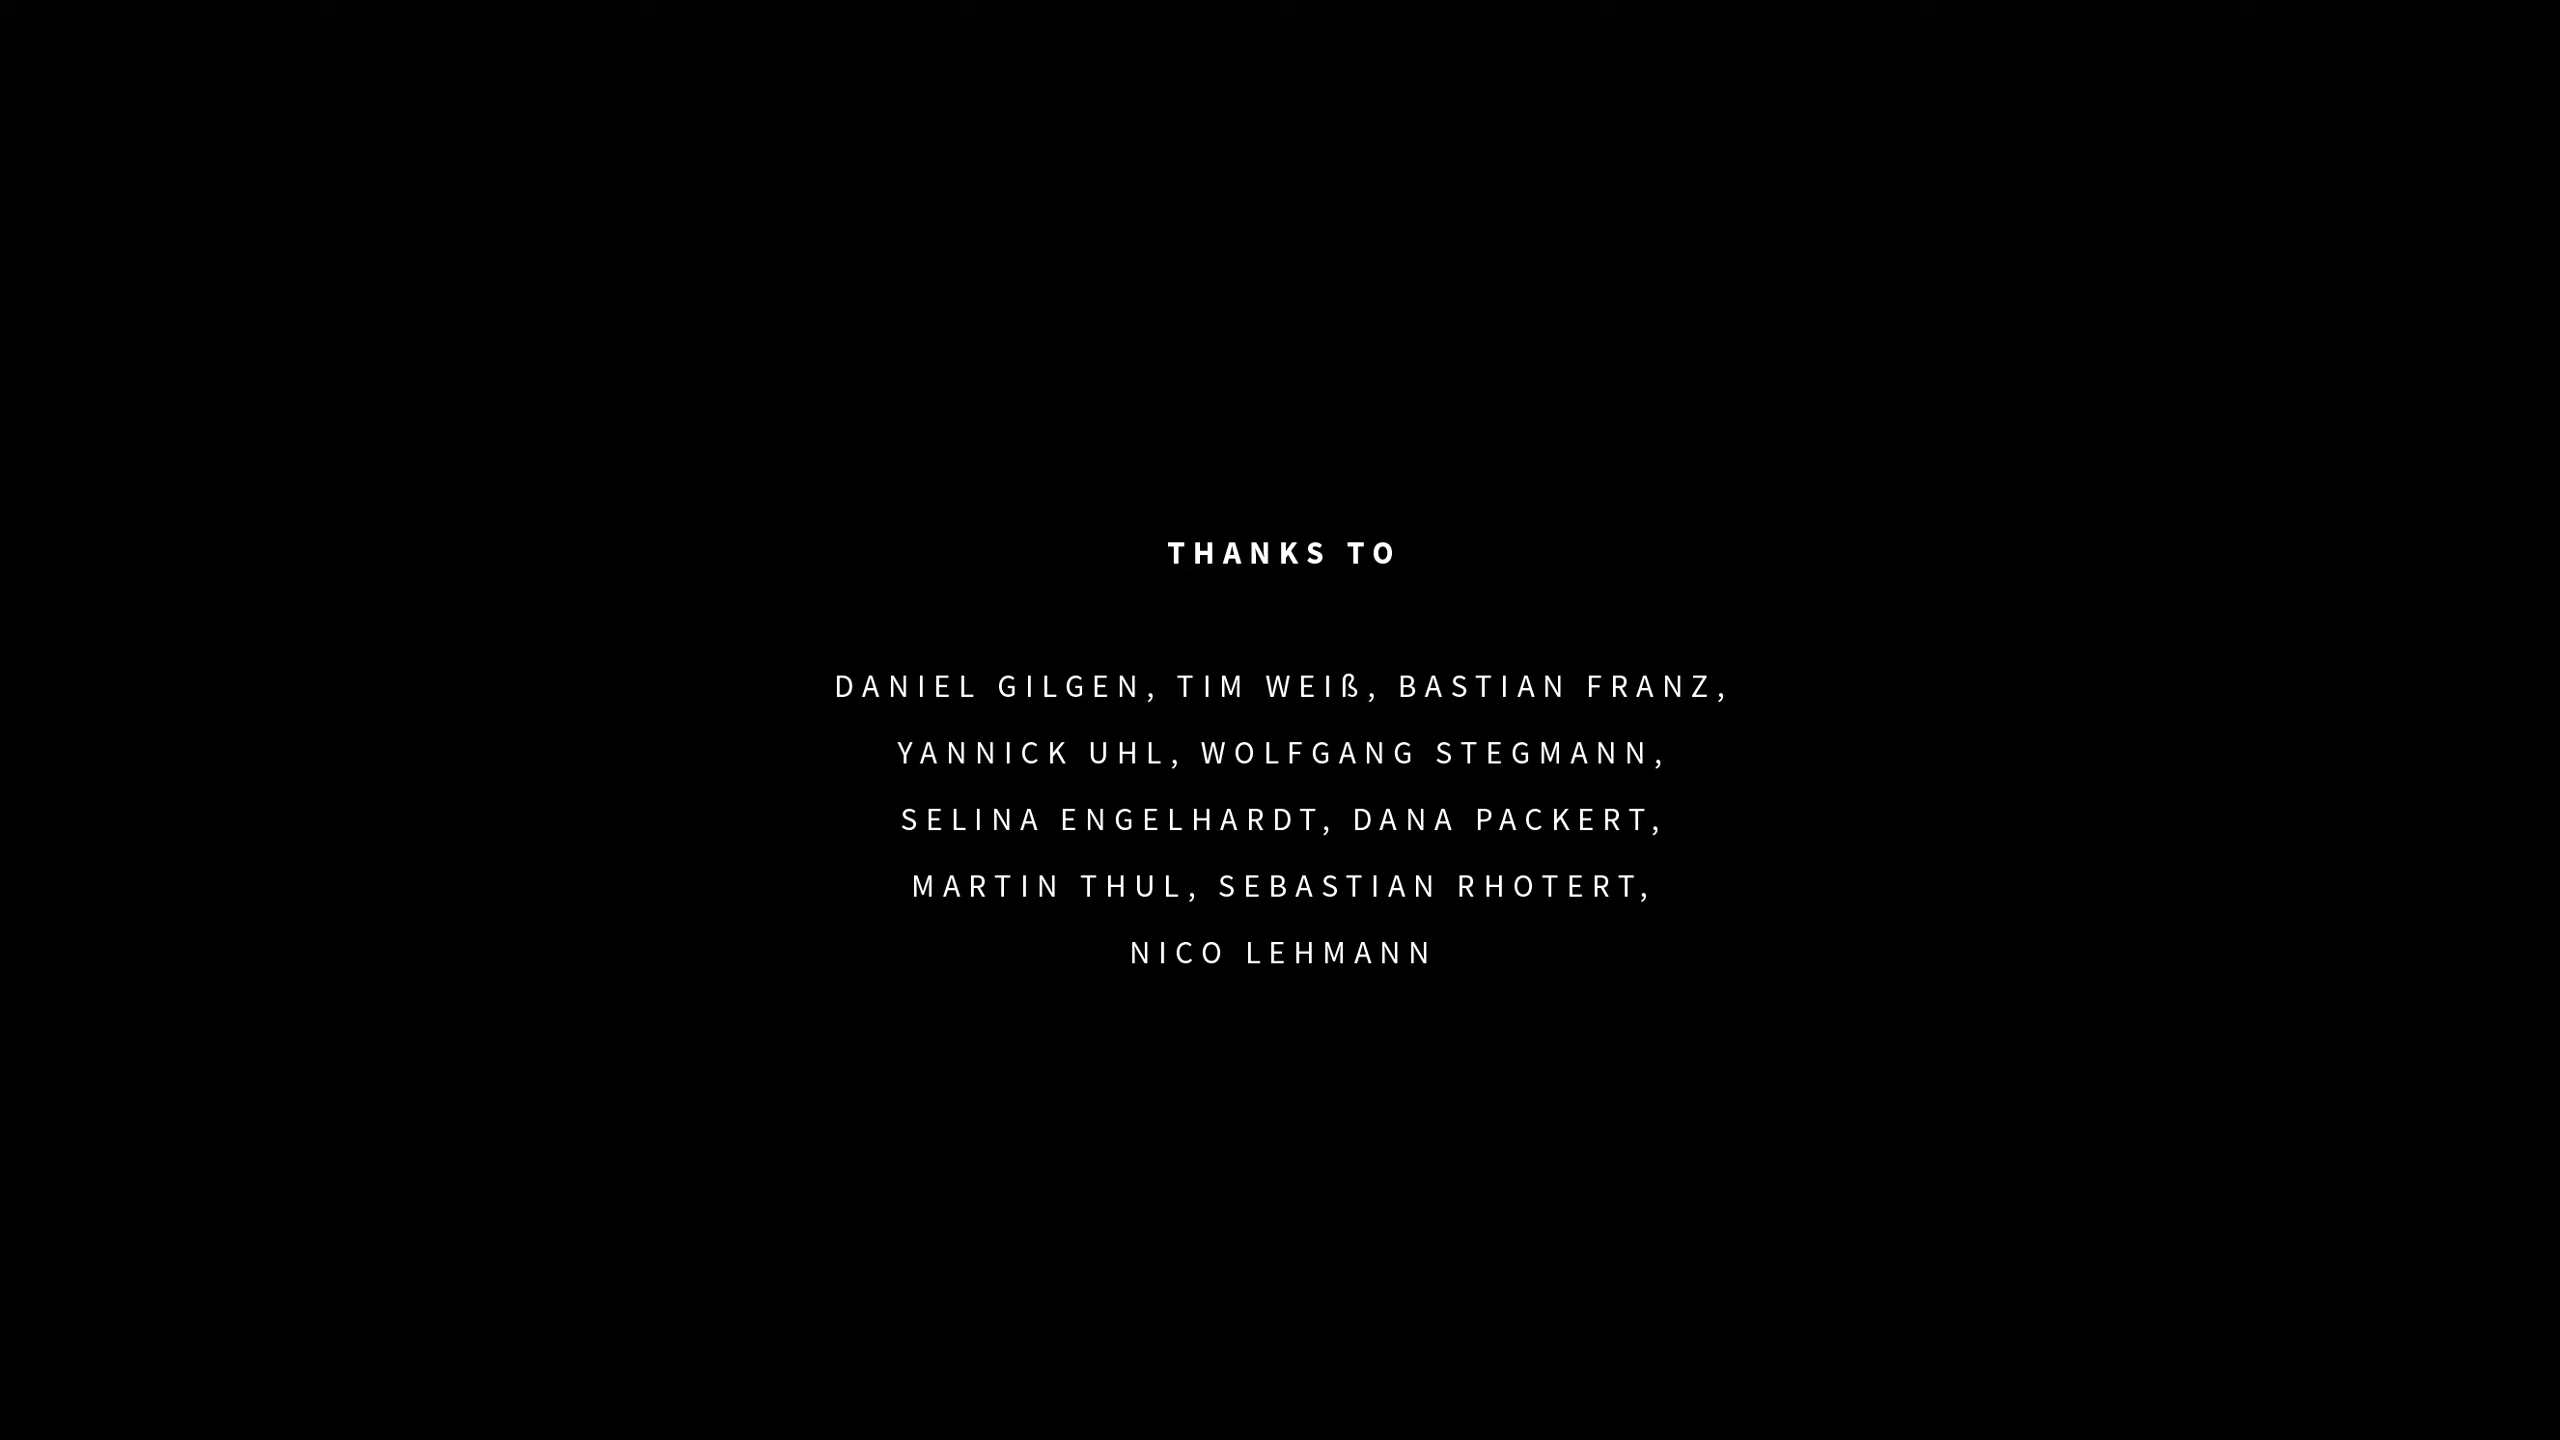 THANKS TO
DANIEL GILGEN, TIM WEIß, BASTIAN FRANZ,
YANNICK UHL, WOLFGANG STEGMANN,
SELINA ENGELHARDT, DANA PACKERT,
MARTIN THUL, SEBASTIAN RHOTERT,
NICO LEHMANN